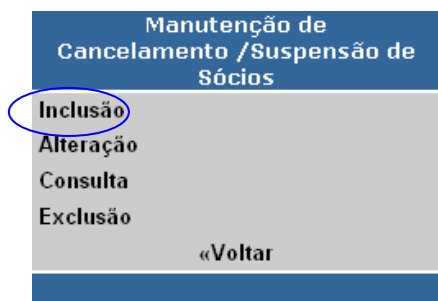 Manutenção de
Cancelamento /Suspensão de
Sócios
Inclusão
Alteração
Consulta
Exclusão
«Voltar